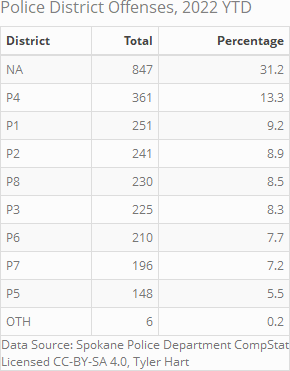 Police District Offenses, 2022 YTD
District Total Percentage
NA 847 31.2
P4 361 13.3
P1 251 9.2
P2 241 8.9
P8 230 8.5
P3 225 8.3
P6 210 7.7
P7 196 7.2
P5 148 5.5
OTH 6 0.2
Data Source: Spokane Police Department CompStat
Licensed CC-BY-SA 4.0, Tyler Hart